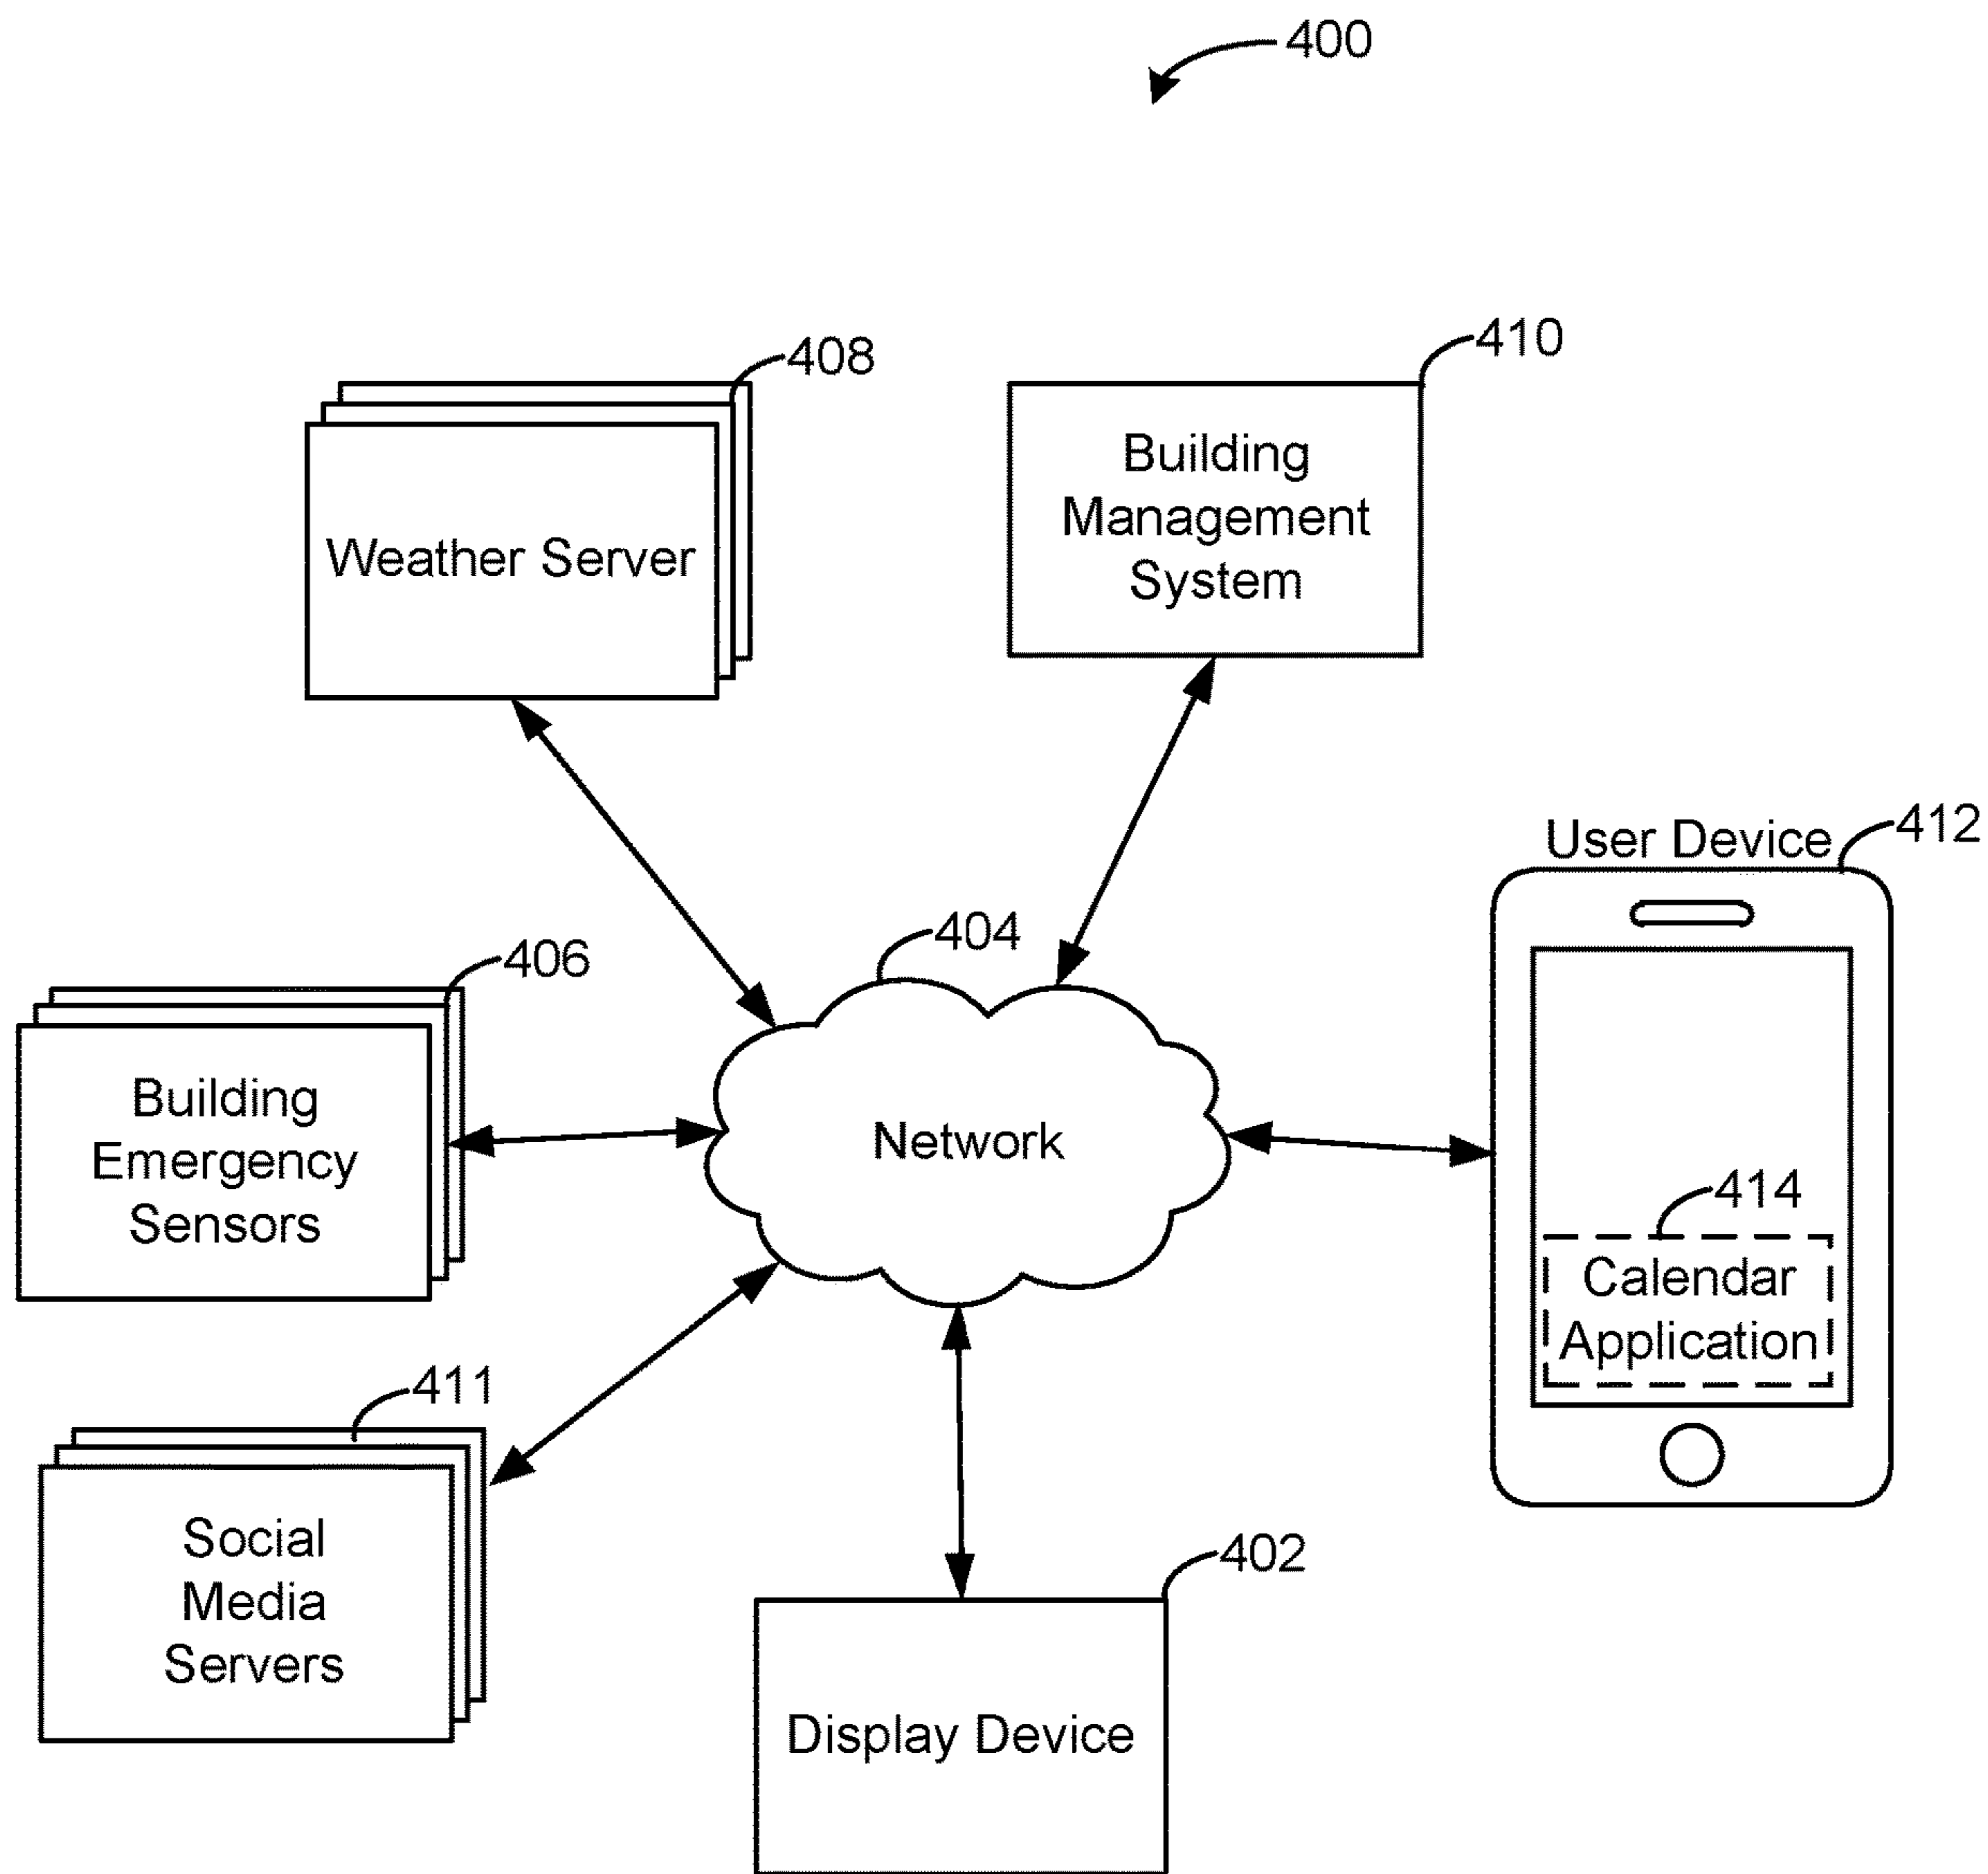 400
408
Weather Server
410
Building
Management
System
User Device
412
404
Network
406
Building
Emergency
Sensors
414
Calendar
Application
411
Social
Media
Servers
402
Display Device